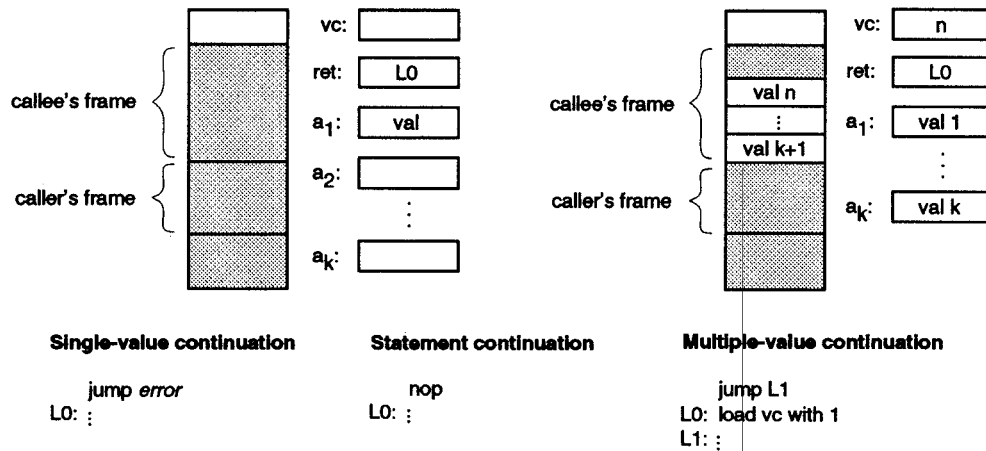 vc:
ret: L0
a1: val
a2:
⋮
ak:
callee's frame
caller's frame
vc: n
ret: L0
a1: val 1
⋮
ak: val k
callee's frame
val n
⋮
val k+1
caller's frame
Single-value continuation
jump error
L0: ⋮
Statement continuation
nop
L0: ⋮
Multiple-value continuation
jump L1
L0: load vc with 1
L1: ⋮